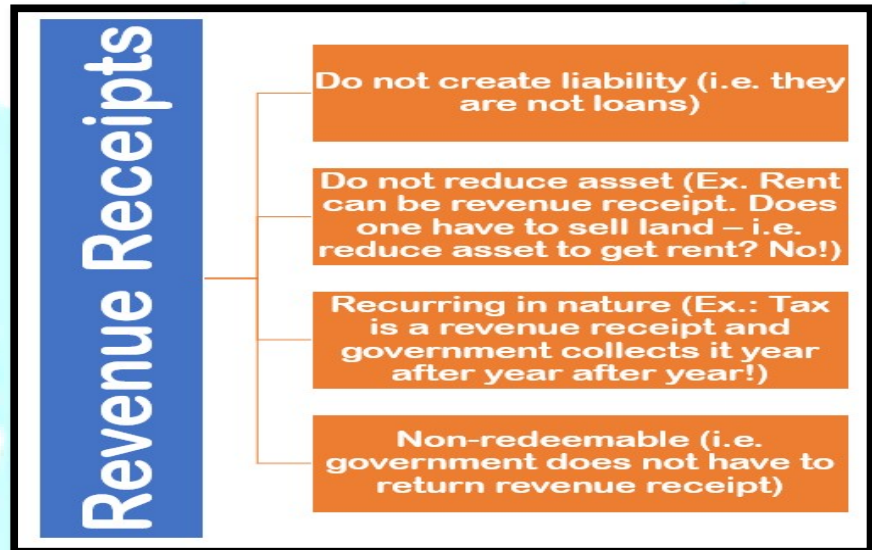 Revenue Receipts
Do not create liability (i.e. they
are not loans)
Do not reduce asset (Ex. Rent
can be revenue receipt. Does
one have to sell land – i.e.
reduce asset to get rent? No!)
Recurring in nature (Ex.: Tax
is a revenue receipt and
government collects it year
after year after year!)
Non-redeemable (i.e.
government does not have to
return revenue receipt)